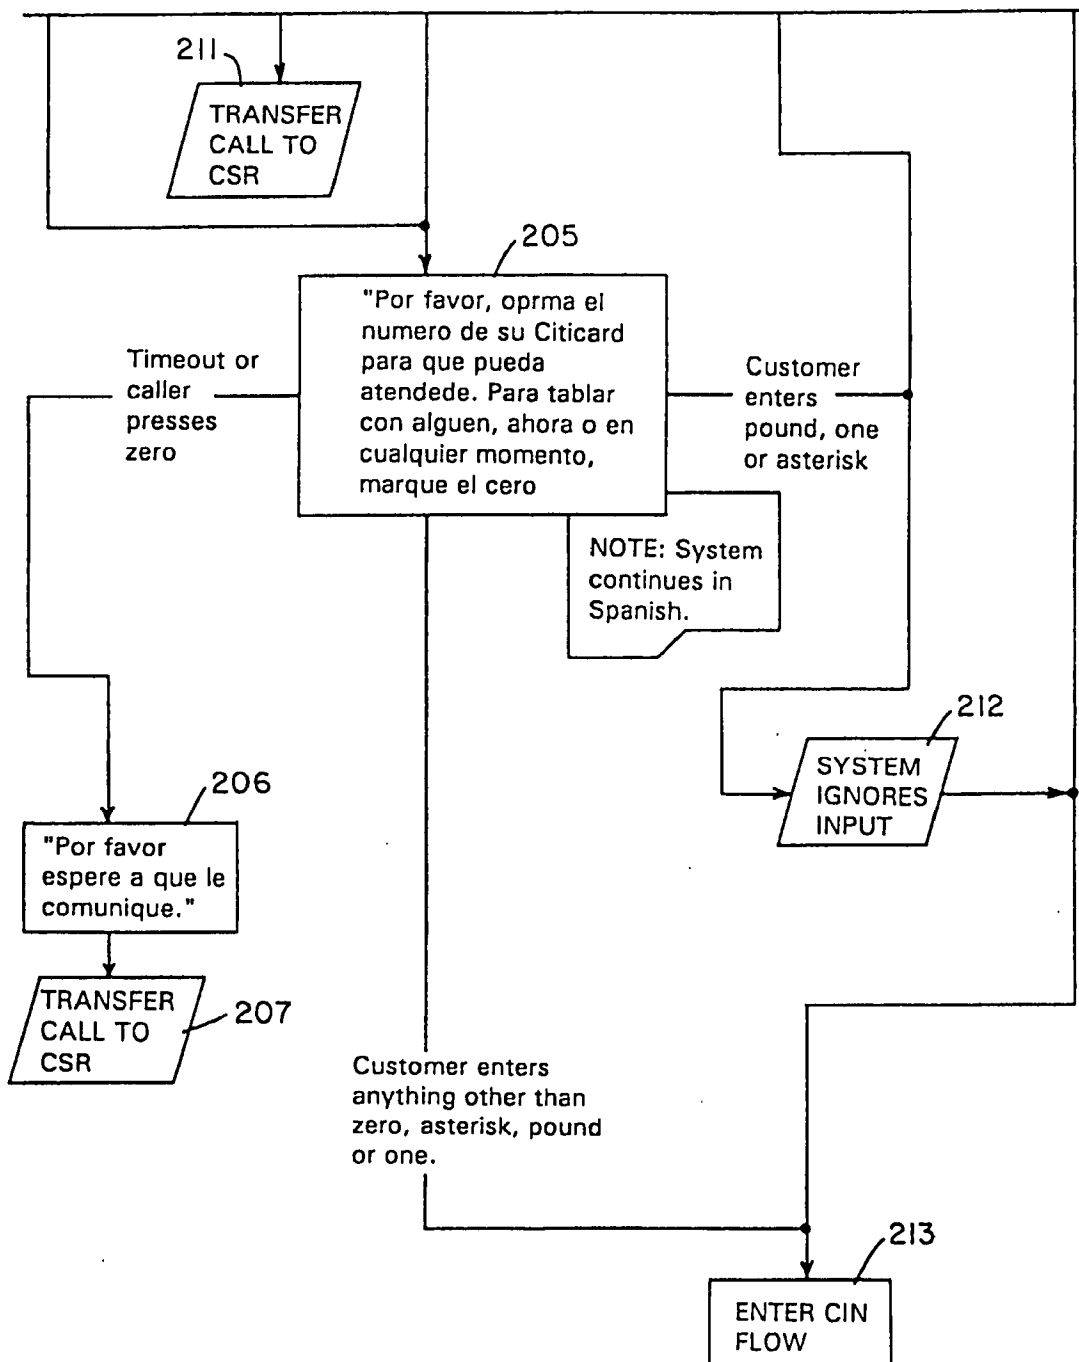 211
TRANSFER
CALL TO
CSR
205
"Por favor, oprma el
numero de su Citicard
para que pueda
atendede. Para tablar
con alguen, ahora o en
cualquier momento,
marque el cero
Timeout or
caller
presses
zero
Customer
enters
pound, one
or asterisk
NOTE: System
continues in
Spanish.
212
SYSTEM
IGNORES
INPUT
206
"Por favor
espere a que le
comunique."
TRANSFER
CALL TO
CSR
207
Customer enters
anything other than
zero, asterisk, pound
or one.
213
ENTER CIN
FLOW